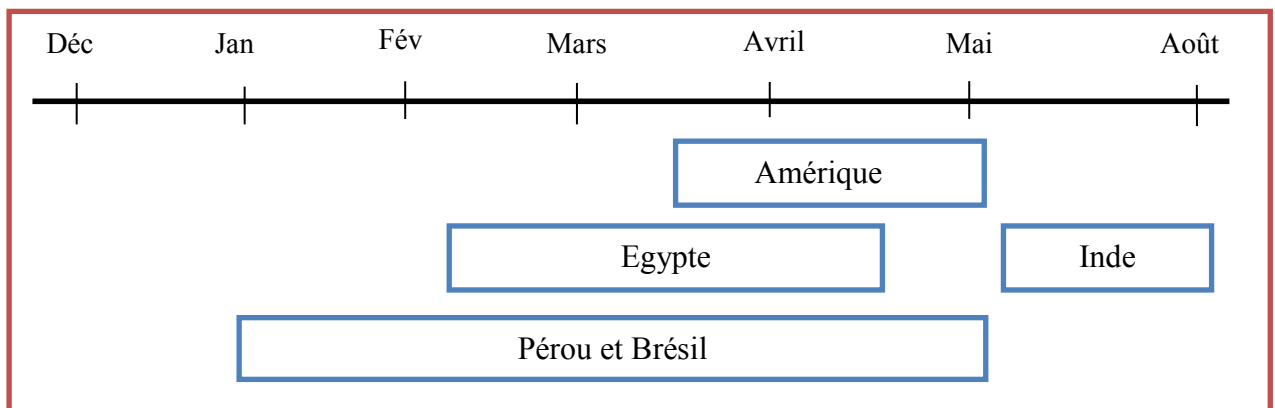 Déc Jan Fév Mars Avril Mai Août
Amérique
Egypte Inde
Pérou et Brésil